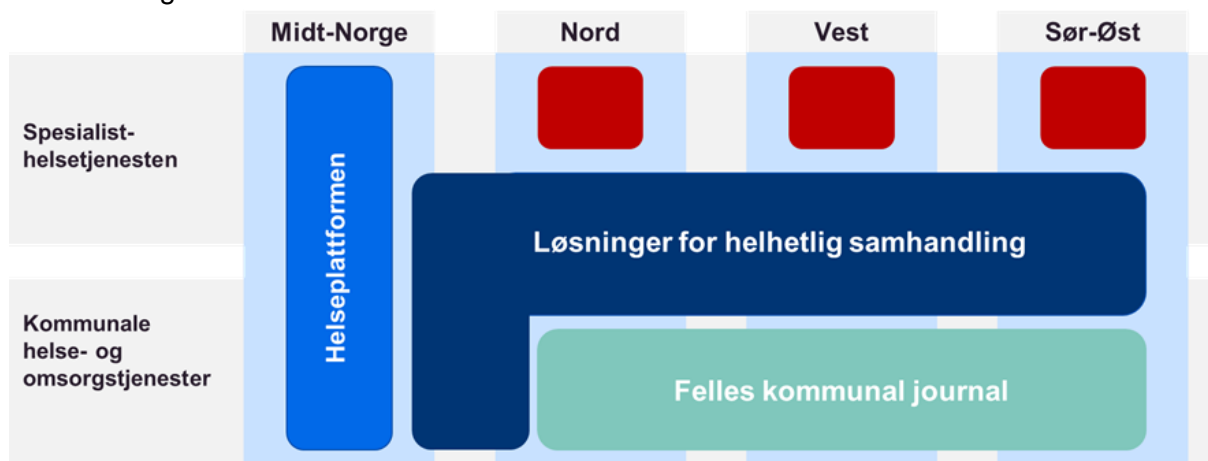 Midt-Norge
Nord
Vest
Sør-Øst
Spesialist-
helsetjenesten
Helseplattformen
Løsninger for helhetlig samhandling
Kommunale
helse- og
omsorgstjenester
Felles kommunal journal